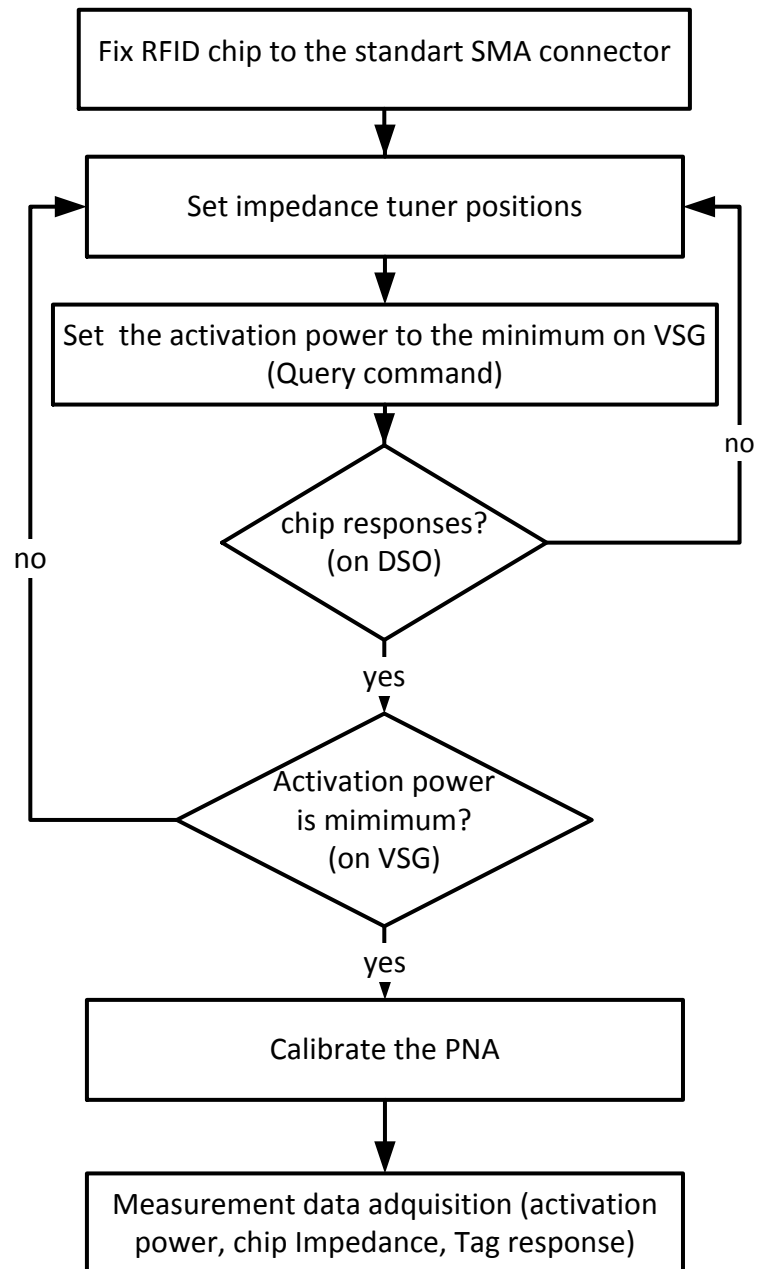 Fix RFID chip to the standart SMA connector
Set impedance tuner positions
Set the activation power to the minimum on VSG
(Query command)
no
chip responses?
(on DSO)
no
yes
Activation power
is mimimum?
(on VSG)
yes
Calibrate the PNA
Measurement data adquisition (activation
power, chip Impedance, Tag response)